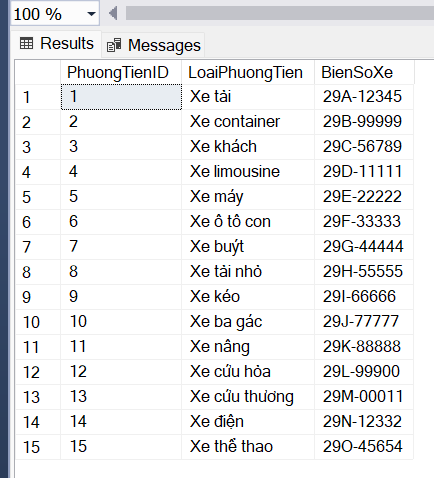 100 %
Results Messages
PhuongTienID LoaiPhuongTien BienSoXe
1 1 Xe tải 29A-12345
2 2 Xe container 29B-99999
3 3 Xe khách 29C-56789
4 4 Xe limousine 29D-11111
5 5 Xe máy 29E-22222
6 6 Xe ô tô con 29F-33333
7 7 Xe buýt 29G-44444
8 8 Xe tải nhỏ 29H-55555
9 9 Xe kéo 29I-66666
10 10 Xe ba gác 29J-77777
11 11 Xe nâng 29K-88888
12 12 Xe cứu hỏa 29L-99900
13 13 Xe cứu thương 29M-00011
14 14 Xe điện 29N-12332
15 15 Xe thể thao 29O-45654